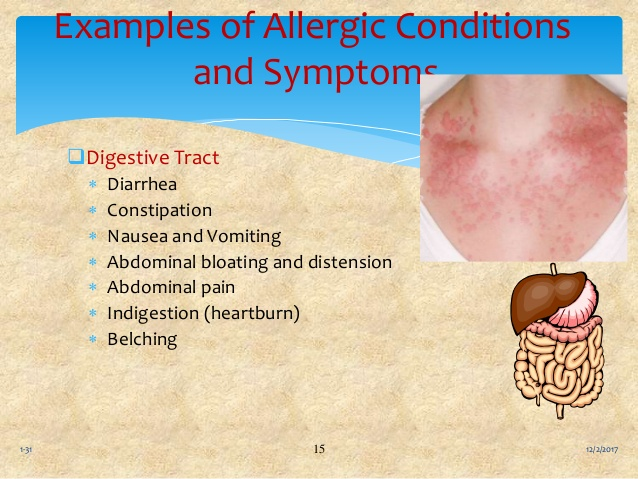 Examples of Allergic Conditions
and Symptoms
Digestive Tract
Diarrhea
Constipation
Nausea and Vomiting
Abdominal bloating and distension
Abdominal pain
Indigestion (heartburn)
Belching
1-31
15
12/2/2017